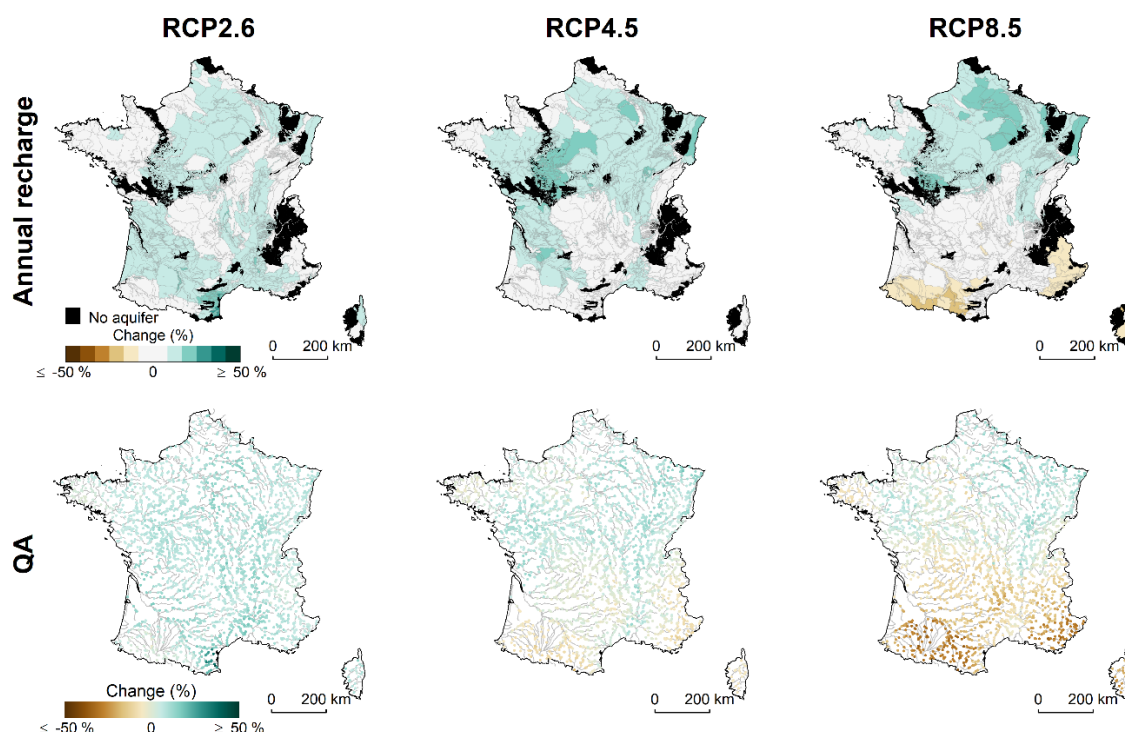 RCP2.6 RCP4.5 RCP8.5
Annual recharge
No aquifer
Change (%)
≤ -50 % 0 ≥ 50 %
0 200 km
0 200 km
0 200 km
QA
Change (%)
< -50 % 0 > 50 %
0 200 km
0 200 km
0 200 km